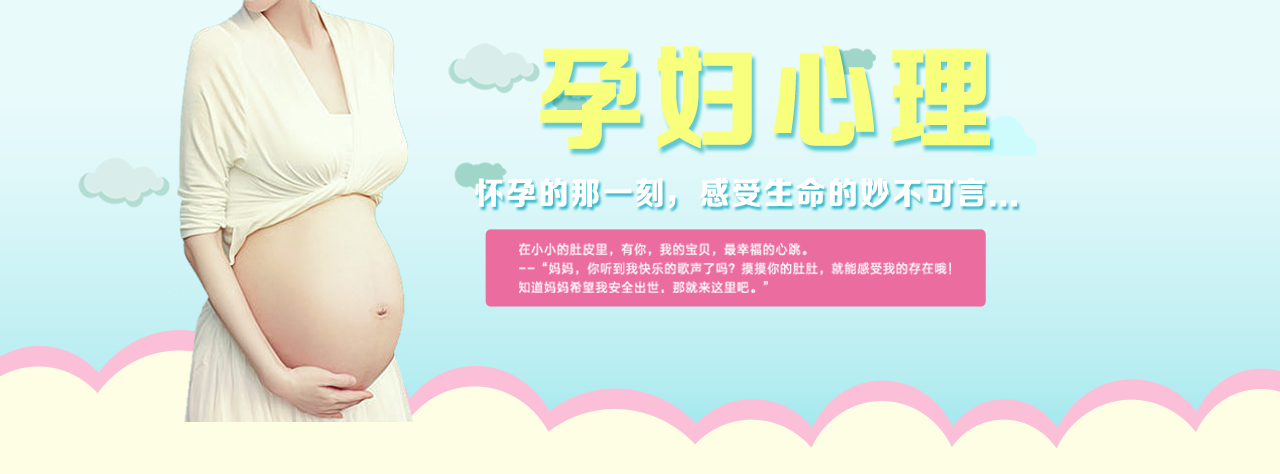 孕妇心理
怀孕的那一刻，感受生命的妙不可言...
在小小的肚皮里，有你，我的宝贝，最幸福的心跳。
--“妈妈，你听到我快乐的歌声了吗？摸摸你的肚肚，就能感受我的存在哦！
知道妈妈希望我安全出世，那就来这里吧。”